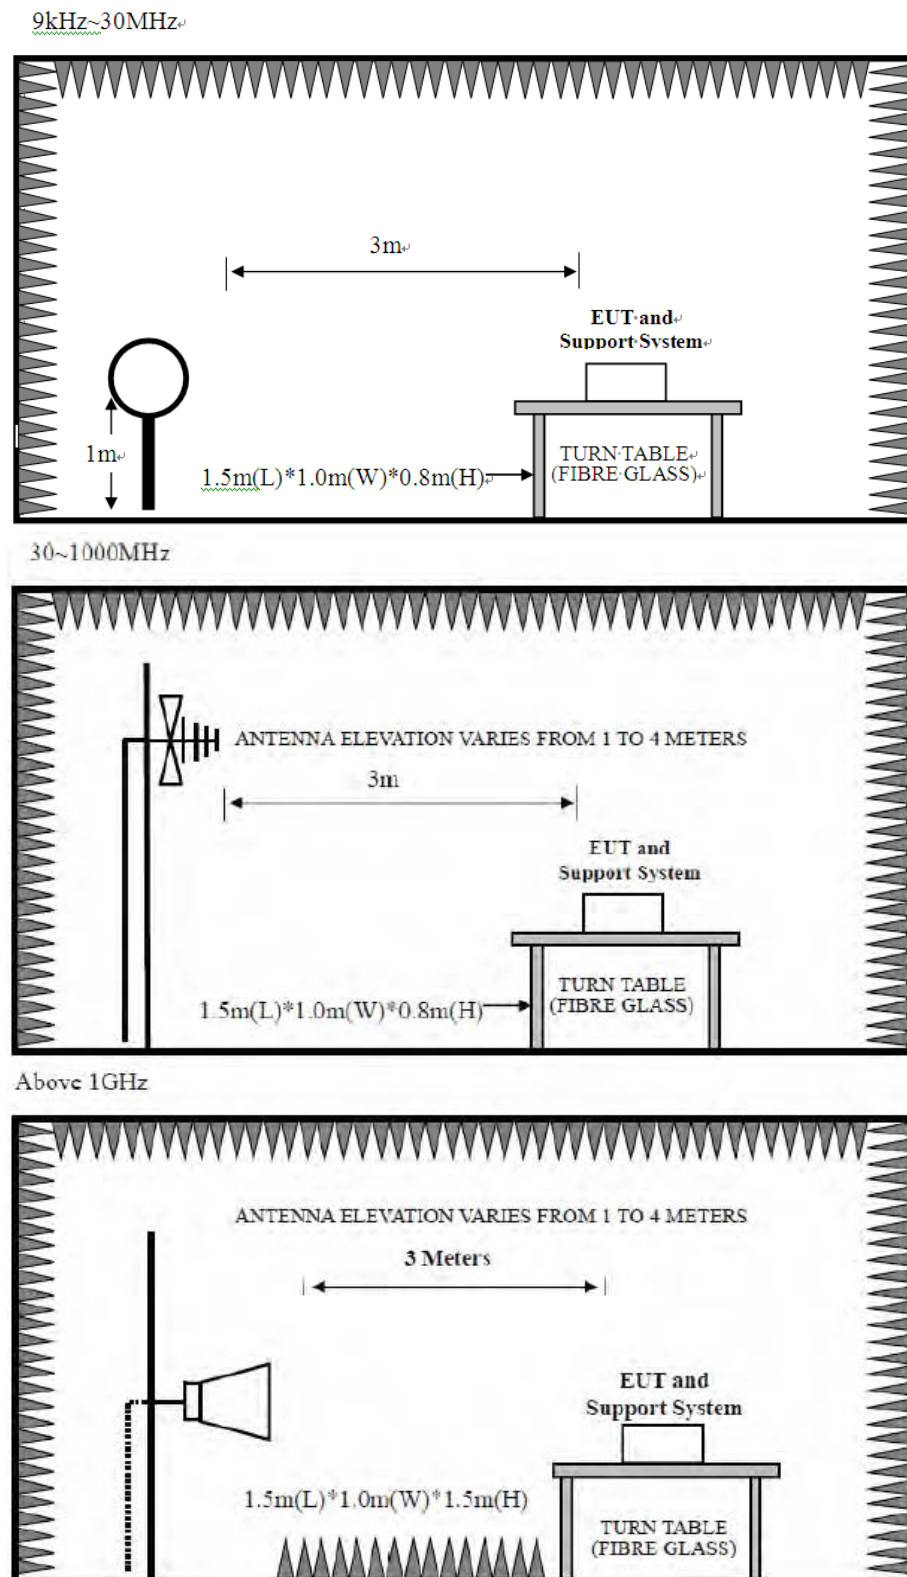 9kHz~30MHz
3m
EUT and
Support System
1m
1.5m(L)*1.0m(W)*0.8m(H)
TURN TABLE
(FIBRE GLASS)
30~1000MHz
ANTENNA ELEVATION VARIES FROM 1 TO 4 METERS
3m
EUT and
Support System
1.5m(L)*1.0m(W)*0.8m(H)
TURN TABLE
(FIBRE GLASS)
Above 1GHz
ANTENNA ELEVATION VARIES FROM 1 TO 4 METERS
3 Meters
EUT and
Support System
1.5m(L)*1.0m(W)*1.5m(H)
TURN TABLE
(FIBRE GLASS)